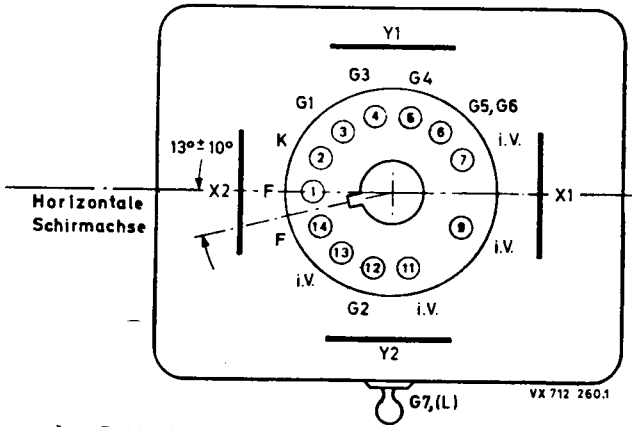 Y1
G3 G4
G1 G5,G6
K i.V.
4 5
3 6
2 7
13°±10°
X2 F 1 X1
Horizontale
Schirmachse
F 14 9
13 12 11
i.V. i.V.
G2 i.V.
Y2
VX 712 260.1
G7,(L)